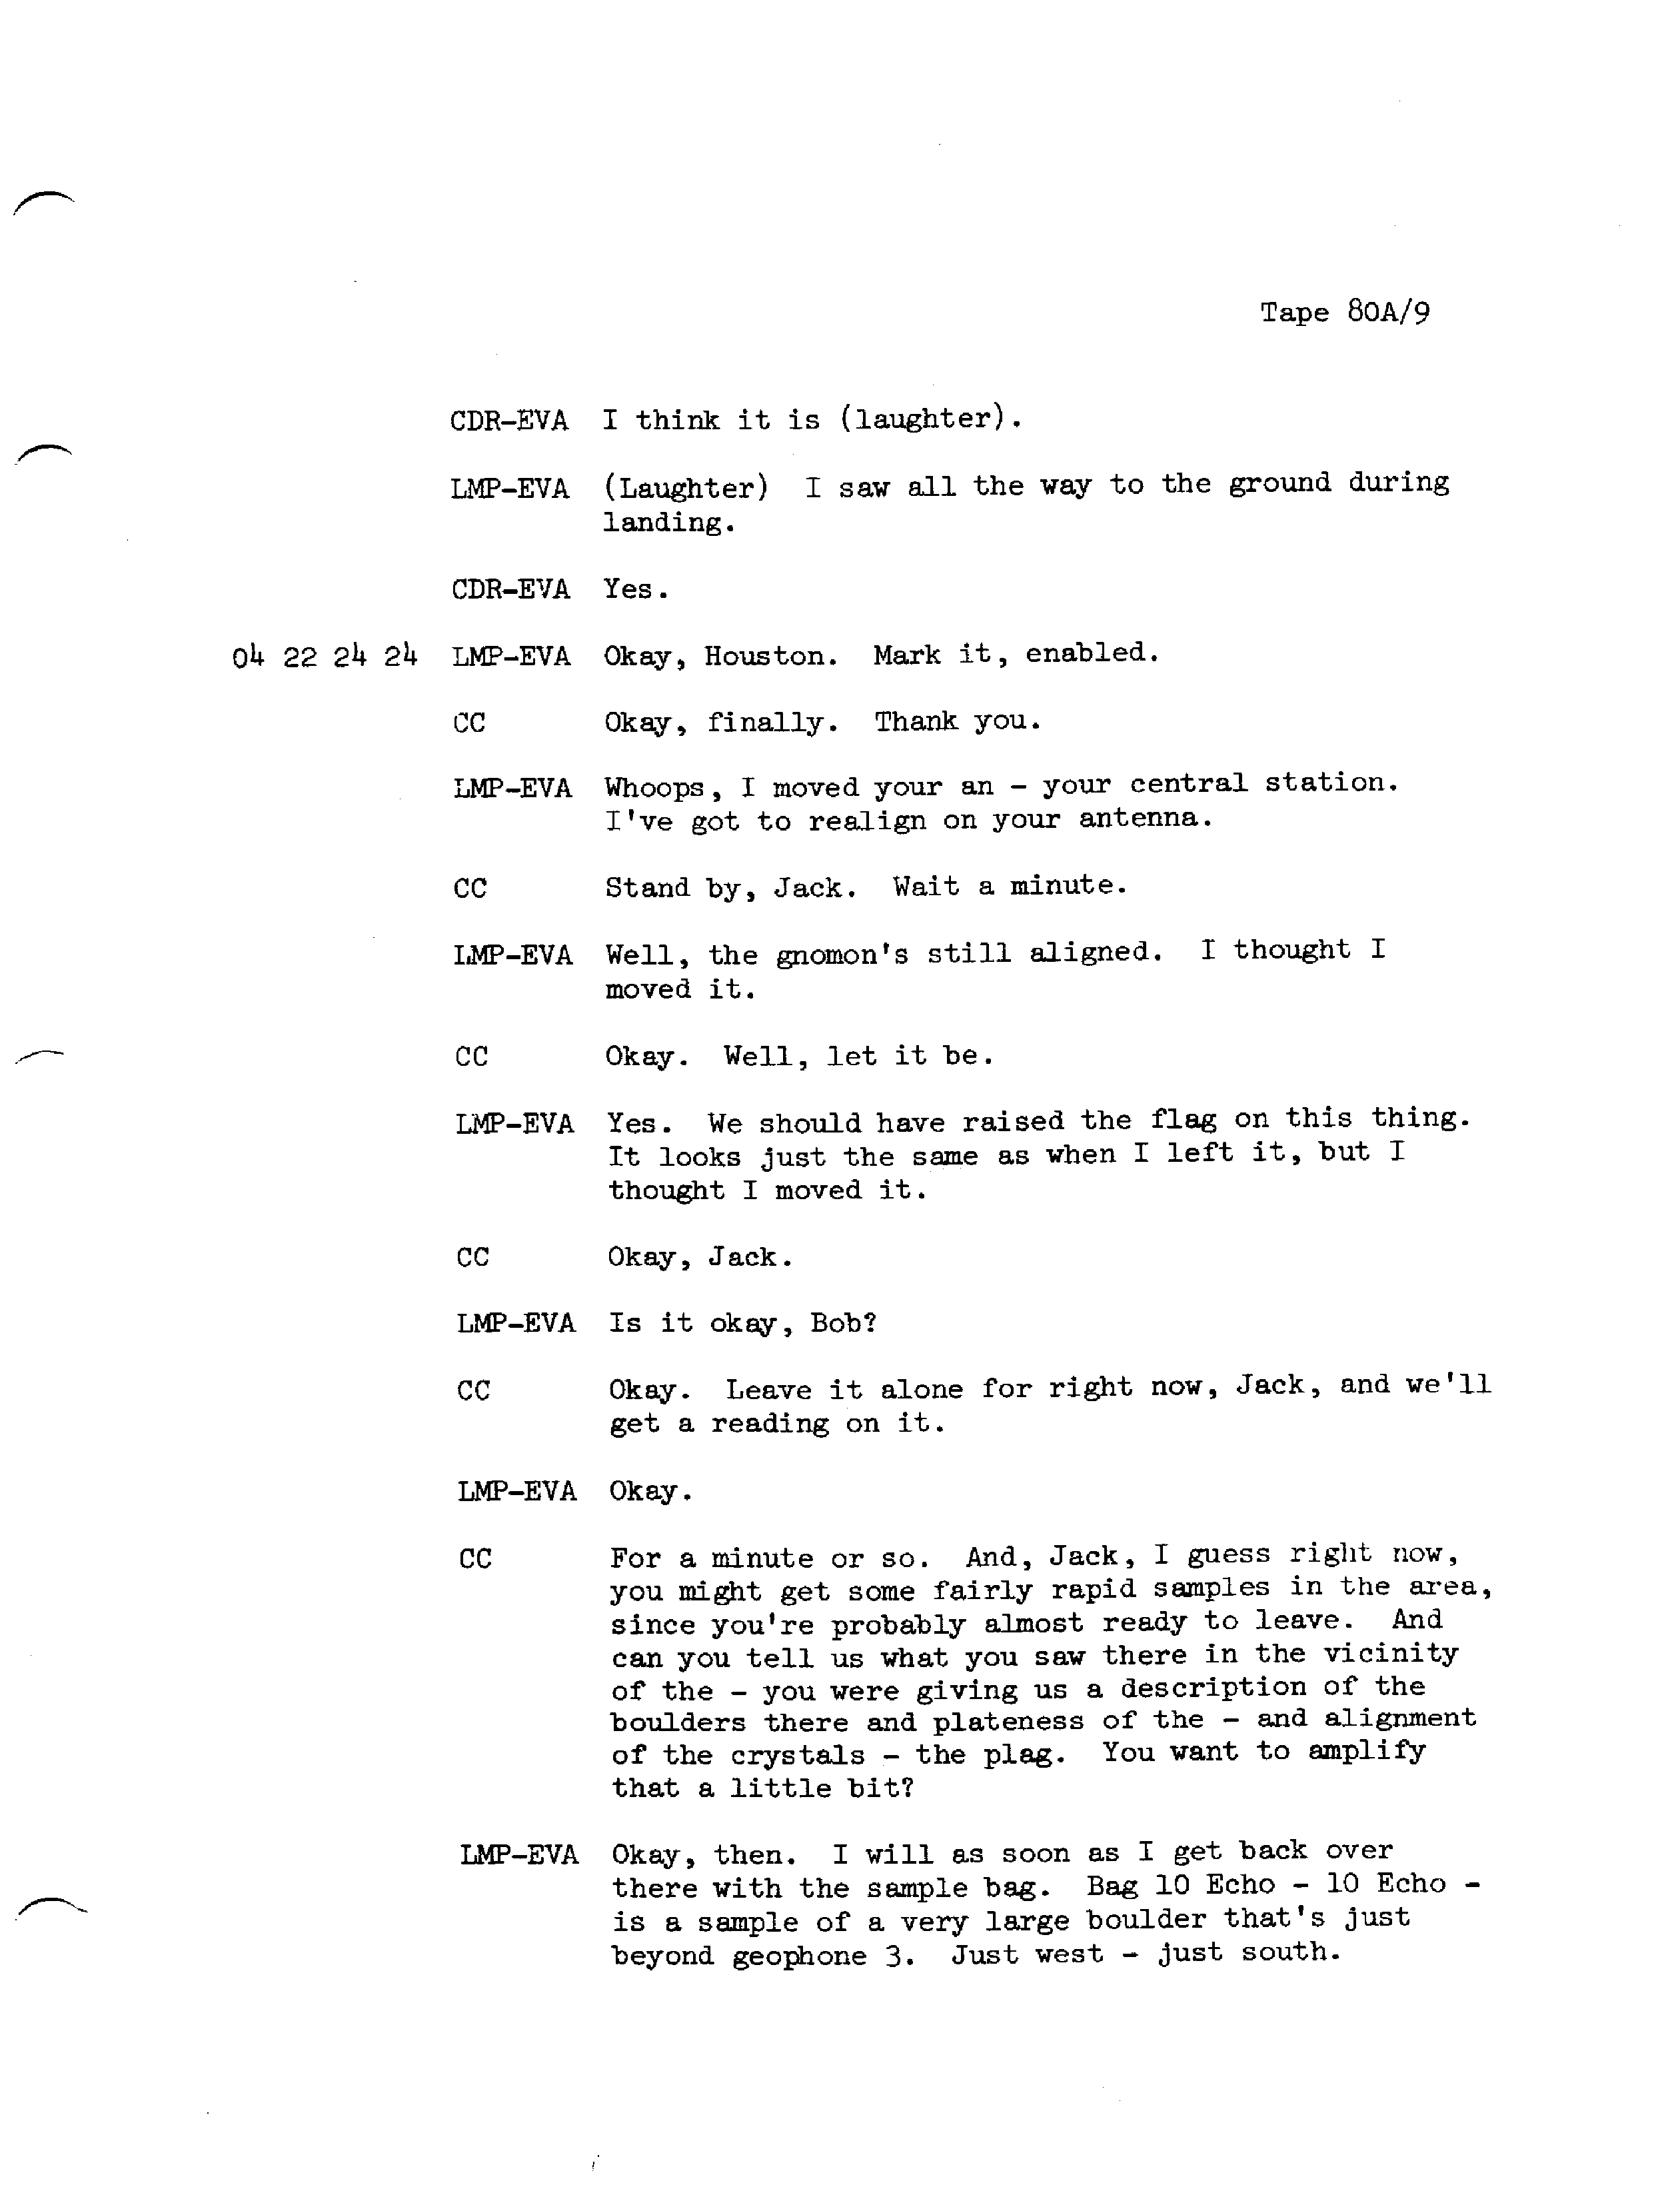 Tape 80A/9
CDR-EVA I think it is (laughter).
LMP-EVA (Laughter) I saw all the way to the ground during
landing.
CDR-EVA Yes.
04 22 24 24 LMP-EVA Okay, Houston. Mark it, enabled.
CC Okay, finally. Thank you.
LMP-EVA Whoops, I moved your an - your central station.
I've got to realign on your antenna.
CC Stand by, Jack. Wait a minute.
LMP-EVA Well, the gnomon's still aligned. I thought I
moved it.
CC Okay. Well, let it be.
LMP-EVA Yes. We should have raised the flag on this thing.
It looks just the same as when I left it, but I
thought I moved it.
CC Okay, Jack.
LMP-EVA Is it okay, Bob?
CC Okay. Leave it alone for right now, Jack, and we'll
get a reading on it.
LMP-EVA Okay.
CC For a minute or so. And, Jack, I guess right now,
you might get some fairly rapid samples in the area,
since you're probably almost ready to leave. And
can you tell us what you saw there in the vicinity
of the - you were giving us a description of the
boulders there and plateness of the - and alignment
of the crystals - the plag. You want to amplify
that a little bit?
LMP-EVA Okay, then. I will as soon as I get back over
there with the sample bag. Bag 10 Echo - 10 Echo -
is a sample of a very large boulder that's just
beyond geophone 3. Just west - just south.